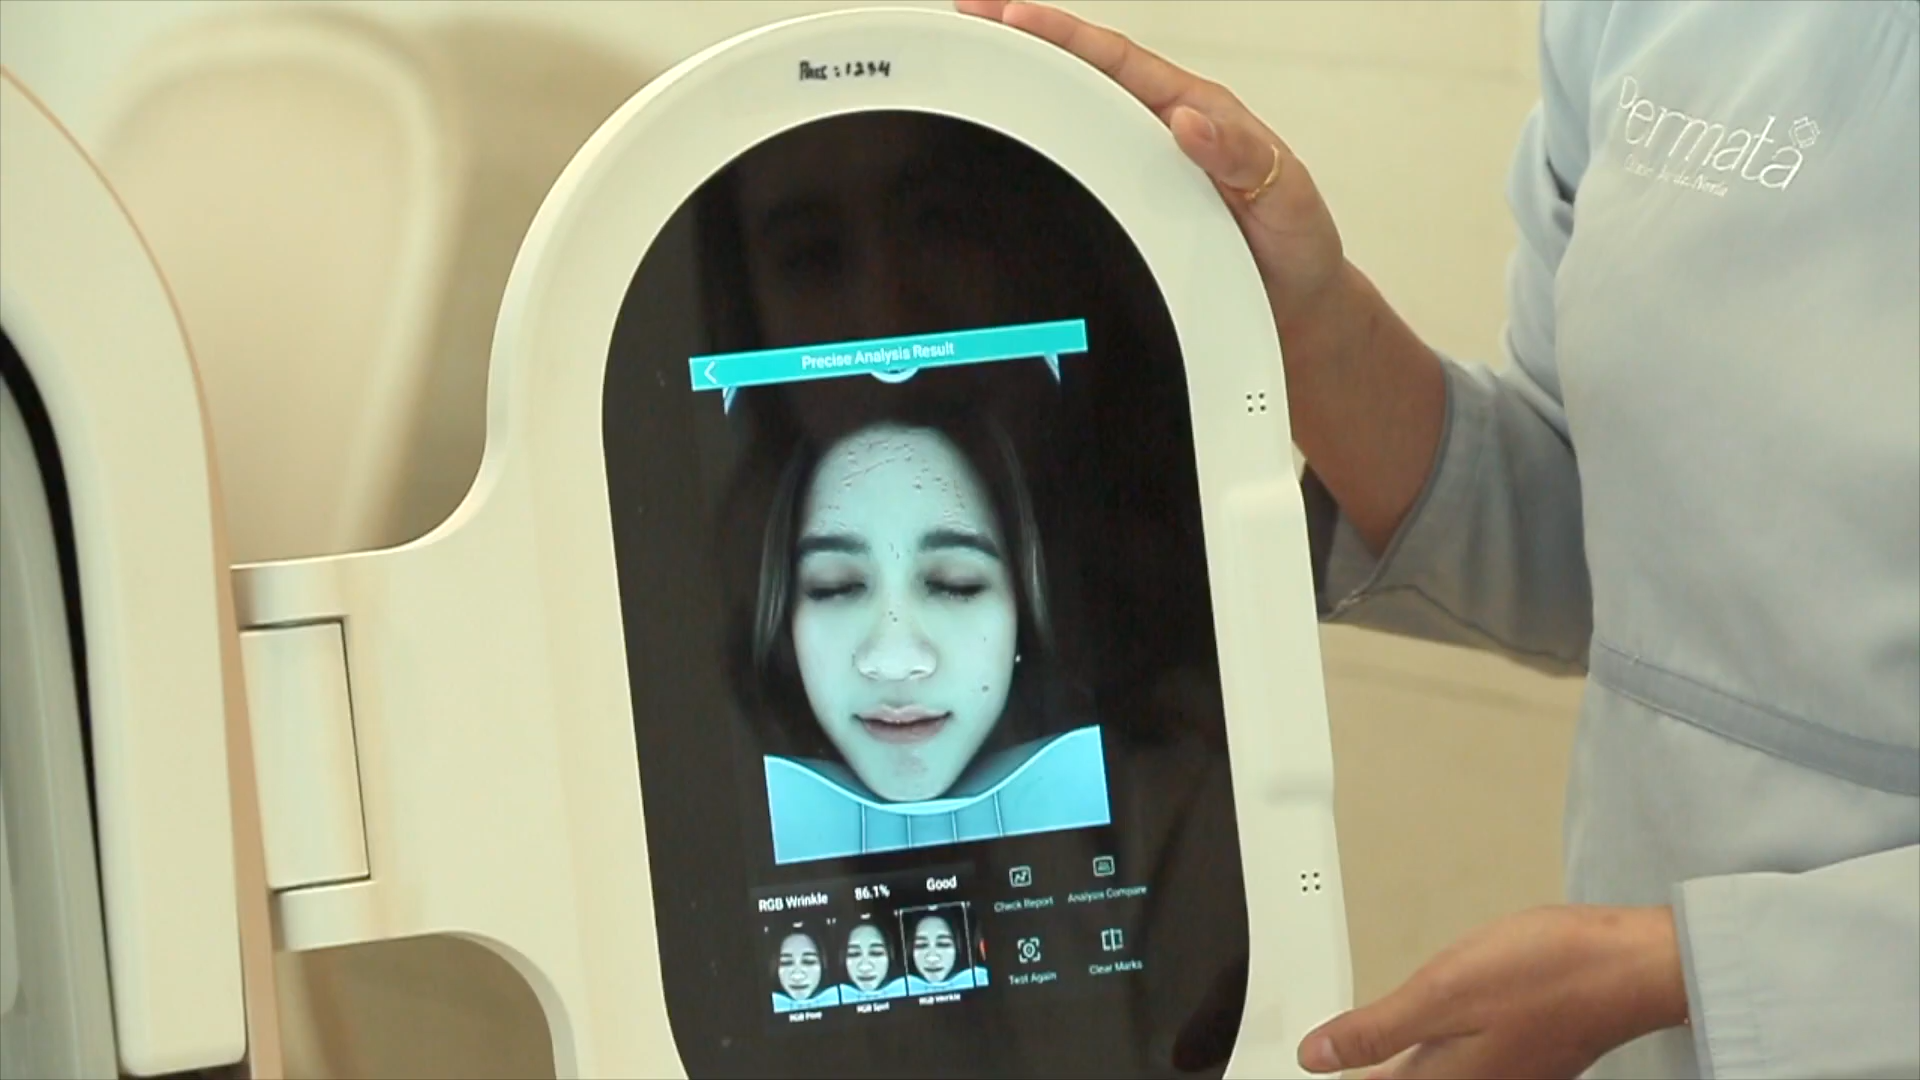 Pass : 1234
Permata
Precise Analysis Result
RGB Wrinkle 86.1% Good
Check Report
Analysis Compare
Test Again
Clear Marks
RGB Pore
RGB Spot
RGB Wrinkle